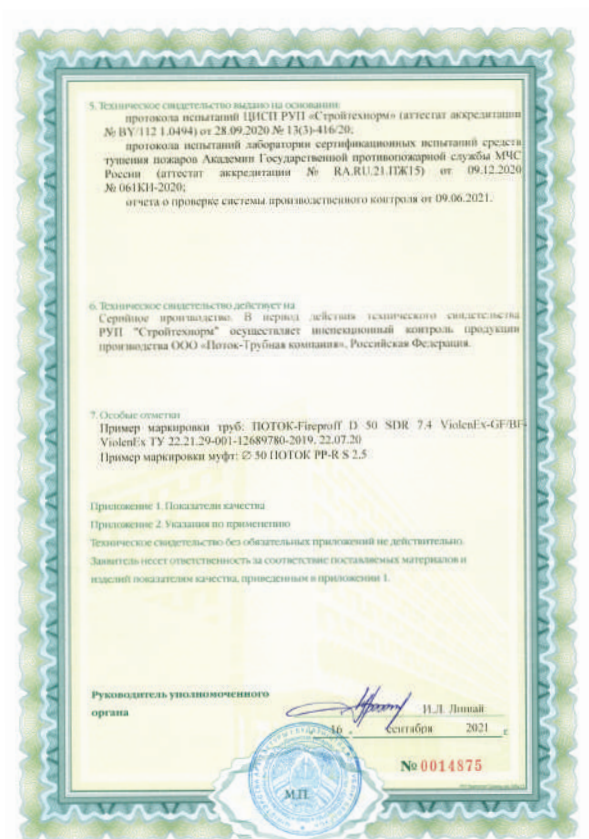 5. Техническое свидетельство выдано на основании:
протокола испытаний ЦИСП РУП «Стройтехнорм» (аттестат аккредитации
№ BY/112 1.0494) от 28.09.2020 № 13(3)-416/20;
протокола испытаний лаборатории сертификационных испытаний средств
тушения пожаров Академии Государственной противопожарной службы МЧС
России (аттестат аккредитации № RA.RU.21.ПЖ15) от 09.12.2020
№ 061КИ-2020;
отчета о проверке системы производственного контроля от 09.06.2021.
6. Техническое свидетельство действует на
Серийное производство. В период действия технического свидетельства
РУП "Стройтехнорм" осуществляет инспекционный контроль продукции
производства ООО «Поток-Трубная компания», Российская Федерация.
7. Особые отметки
Пример маркировки труб: ПОТОК-Fireproff D 50 SDR 7.4 ViolenEx-GF/BF-
ViolenEx ТУ 22.21.29-001-12689780-2019. 22.07.20
Пример маркировки муфт: ∅ 50 ПОТОК PP-R S 2,5
Приложение 1. Показатели качества
Приложение 2. Указания по применению
Техническое свидетельство без обязательных приложений не действительно.
Заявитель несет ответственность за соответствие поставляемых материалов и
изделий показателям качества, приведенным в приложении 1.
Руководитель уполномоченного
органа
И.Л. Лишай
16 сентября 2021 г.
№ 0014875
М.П.